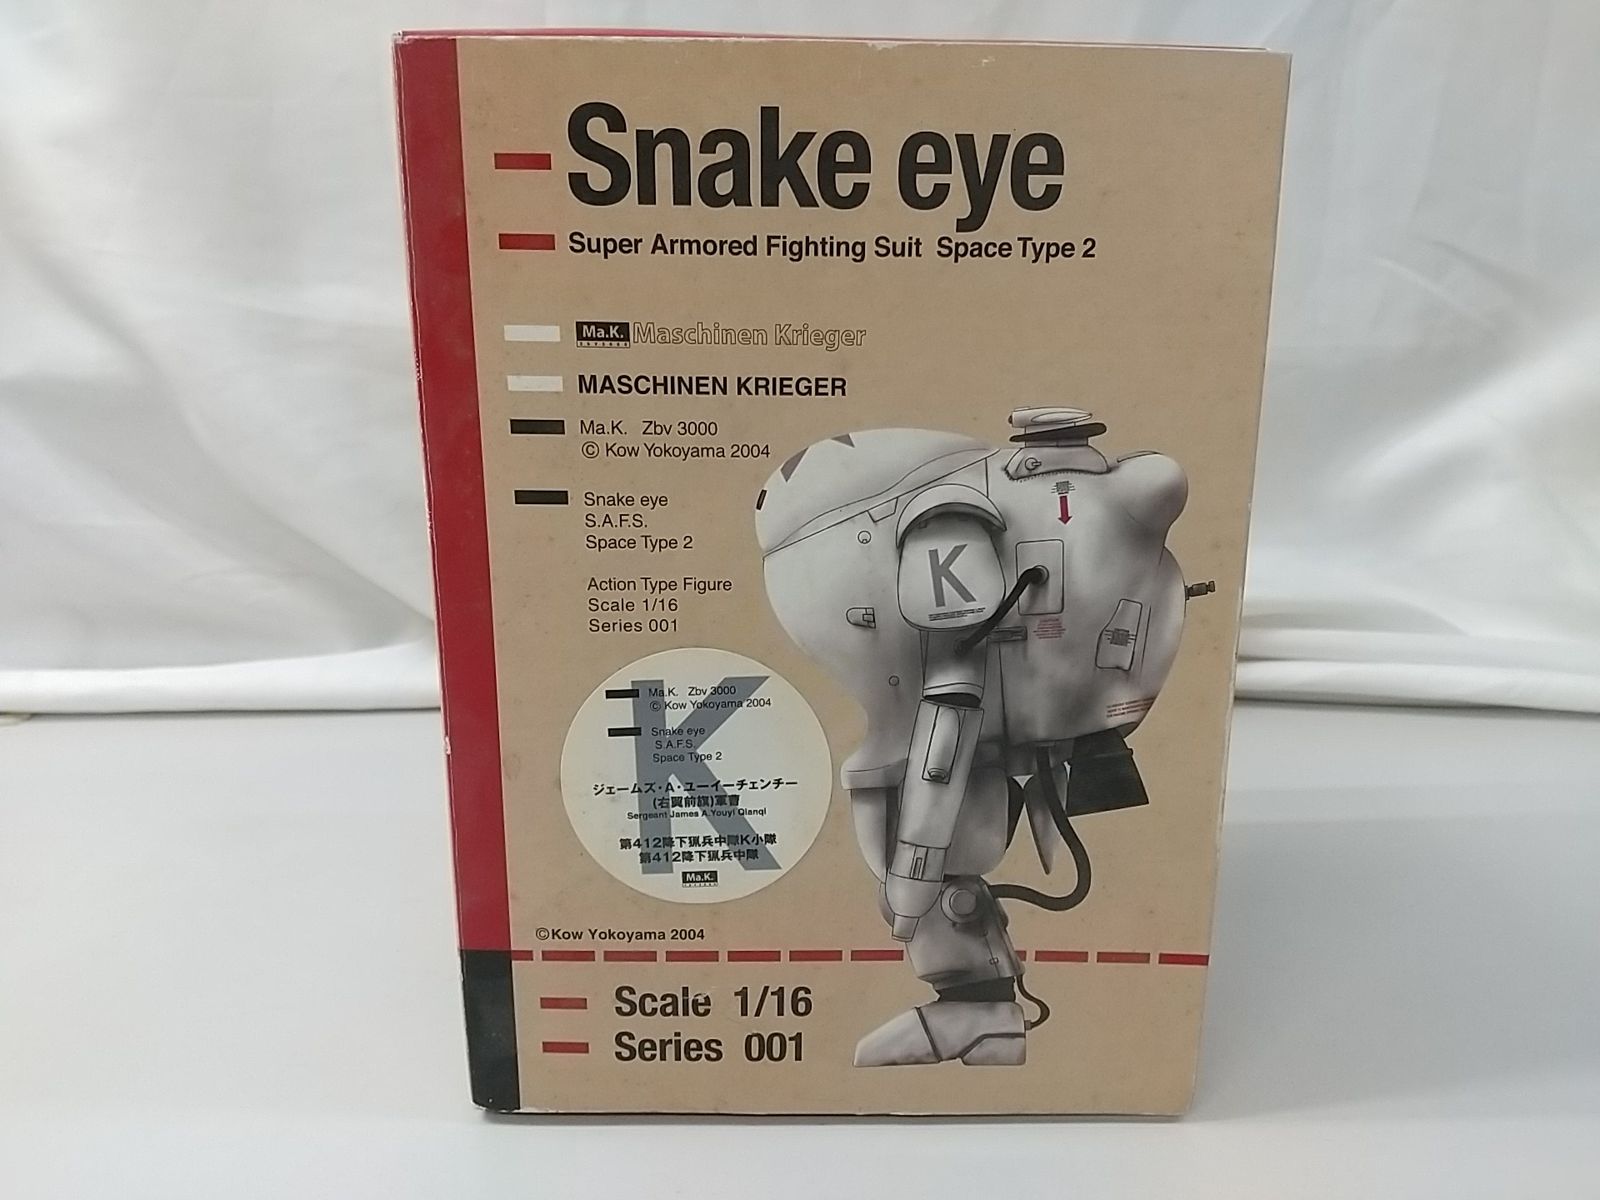 Snake eye
Super Armored Fighting Suit Space Type 2
Ma.K. Maschinen Krieger
MASCHINEN KRIEGER
Ma.K. Zbv 3000
© Kow Yokoyama 2004
Snake eye
S.A.F.S.
Space Type 2
Action Type Figure
Scale 1/16
Series 001
K
K
Ma.K. Zbv 3000
© Kow Yokoyama 2004
Snake eye
S.A.F.S.
Space Type 2
ジェームズ・A・ユーイーチェンチー
(右翼前旗)軍曹
Sergeant James A.Youyi Qianqi
第412降下猟兵中隊K小隊
第412降下猟兵中隊
Ma.K.
©Kow Yokoyama 2004
Scale 1/16
Series 001